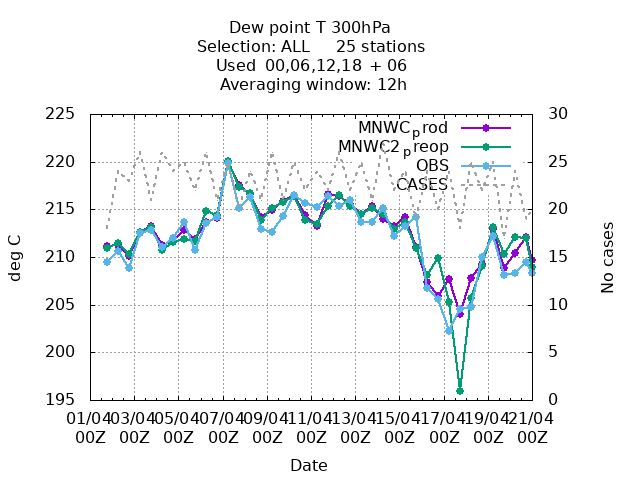 Dew point T 300hPa
Selection: ALL     25 stations
Used  00,06,12,18  + 06
Averaging window: 12h
225
220
215
210
205
200
195
30
25
20
15
10
5
0
MNWCprod
MNWC2preop
OBS
CASES
deg C
No cases
01/04 03/04 05/04 07/04 09/04 11/04 13/04 15/04 17/04 19/04 21/04
00Z 00Z 00Z 00Z 00Z 00Z 00Z 00Z 00Z 00Z 00Z
Date